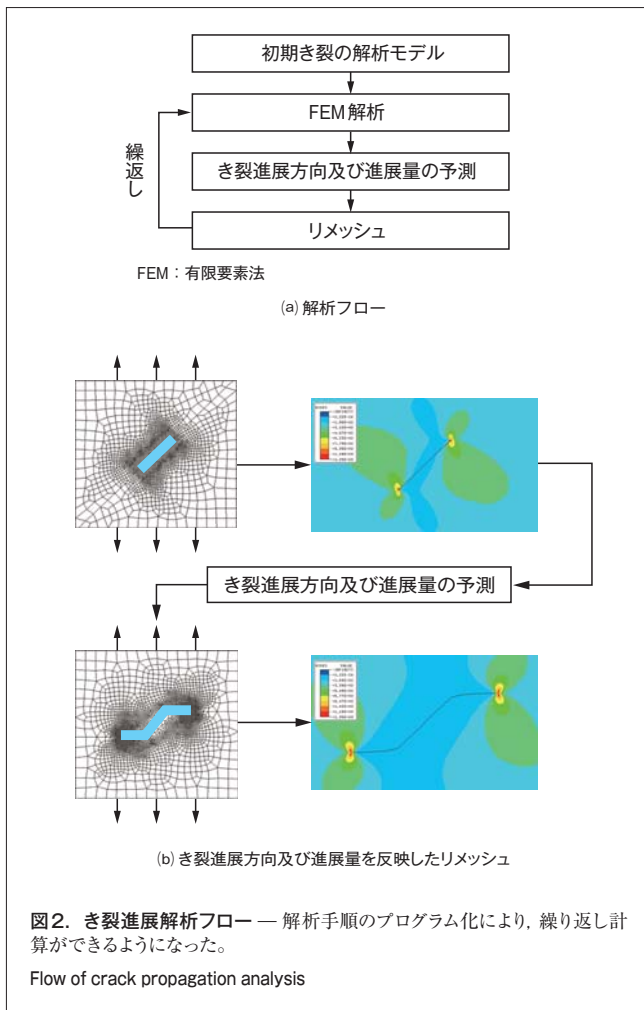 初期き裂の解析モデル
FEM解析
き裂進展方向及び進展量の予測
リメッシュ
繰返し
FEM：有限要素法
(a)解析フロー
き裂進展方向及び進展量の予測
(b)き裂進展方向及び進展量を反映したリメッシュ
図2．き裂進展解析フロー ― 解析手順のプログラム化により，繰り返し計
算ができるようになった。
Flow of crack propagation analysis